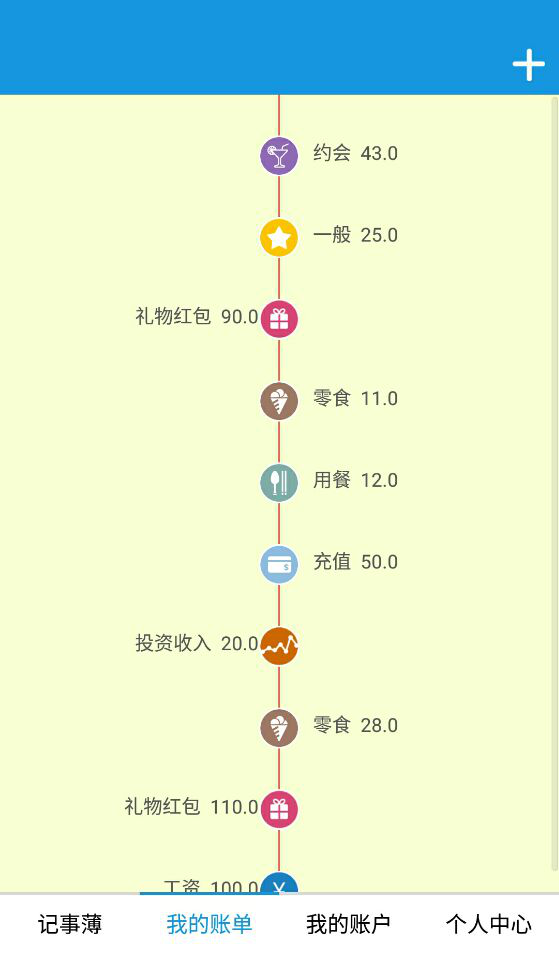 约会 43.0
一般 25.0
礼物红包 90.0
零食 11.0
用餐 12.0
充值 50.0
投资收入 20.0
零食 28.0
礼物红包 110.0
工资 100.0
记事薄 我的账单 我的账户 个人中心